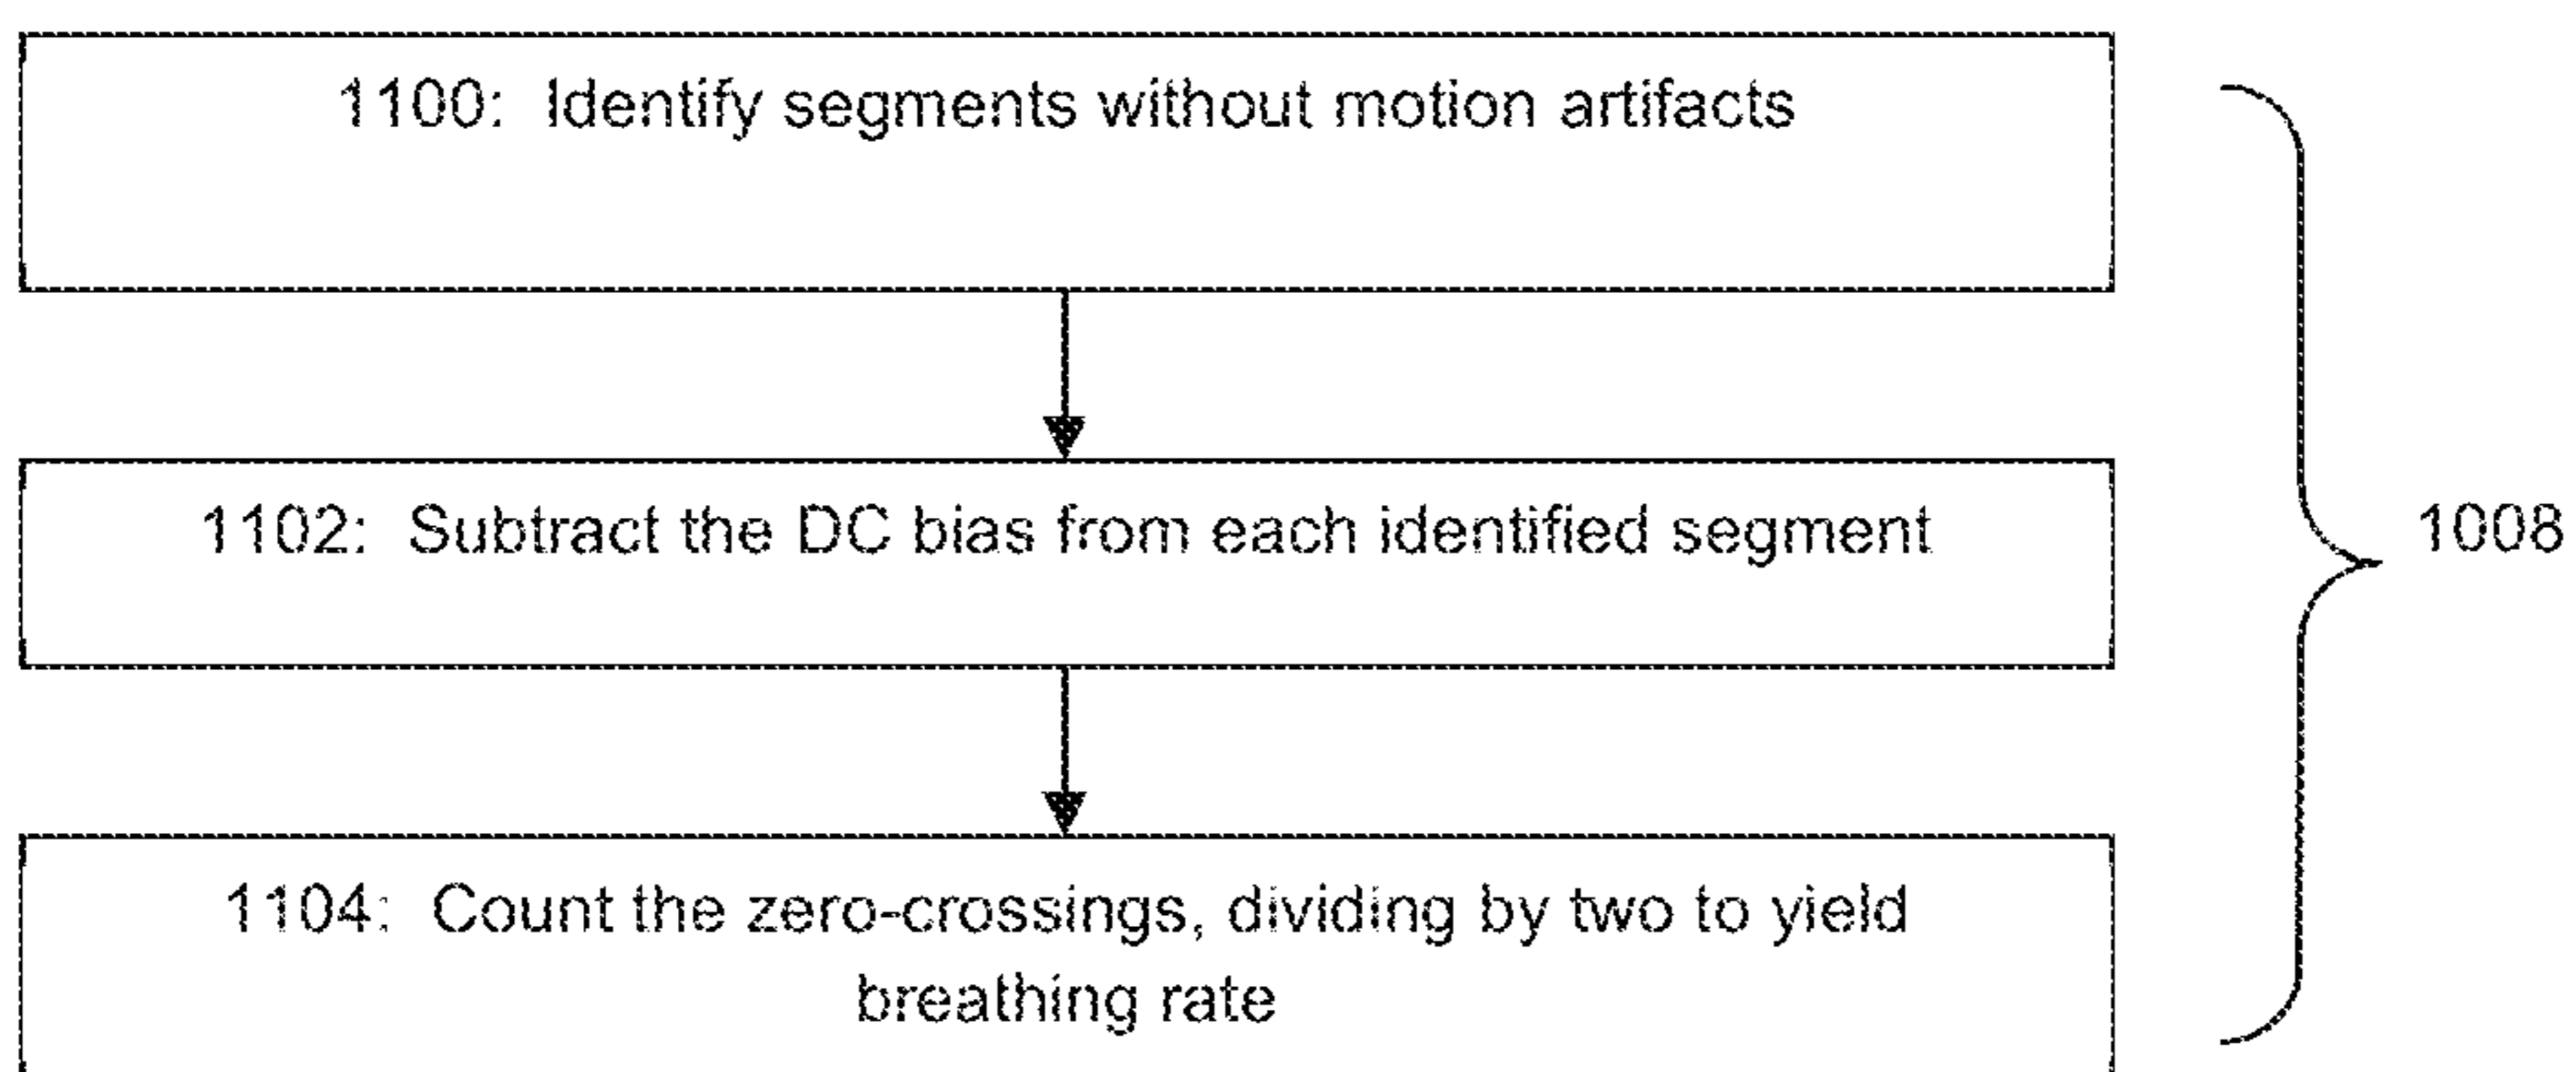 1100: Identify segments without motion artifacts
1102: Subtract the DC bias from each identified segment
1008
1104: Count the zero-crossings, dividing by two to yield
breathing rate